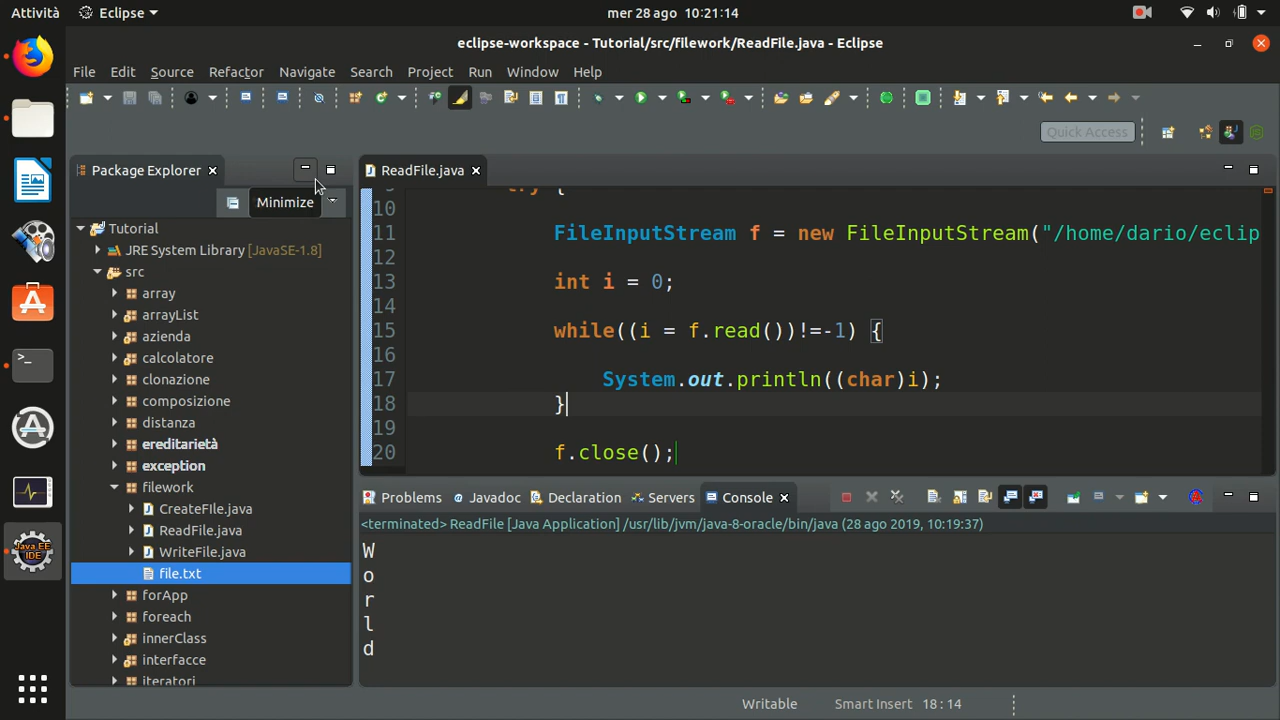 Attività
Eclipse
mer 28 ago 10:21:14
eclipse-workspace - Tutorial/src/filework/ReadFile.java - Eclipse
File Edit Source Refactor Navigate Search Project Run Window Help
Quick Access
Package Explorer
Minimize
Tutorial
JRE System Library [JavaSE-1.8]
src
array
arrayList
azienda
calcolatore
clonazione
composizione
distanza
ereditarietà
exception
filework
CreateFIle.java
ReadFile.java
WriteFile.java
file.txt
forApp
foreach
innerClass
interfacce
iteratori
ReadFile.java
9 try {
10
11 FileInputStream f = new FileInputStream("/home/dario/eclip
12
13 int i = 0;
14
15 while((i = f.read())!=-1) {
16
17 System.out.println((char)i);
18 }
19
20 f.close();
Problems Javadoc Declaration Servers Console
<terminated> ReadFile [Java Application] /usr/lib/jvm/java-8-oracle/bin/java (28 ago 2019, 10:19:37)
W
o
r
l
d
Java EE
IDE
Writable Smart Insert 18:14